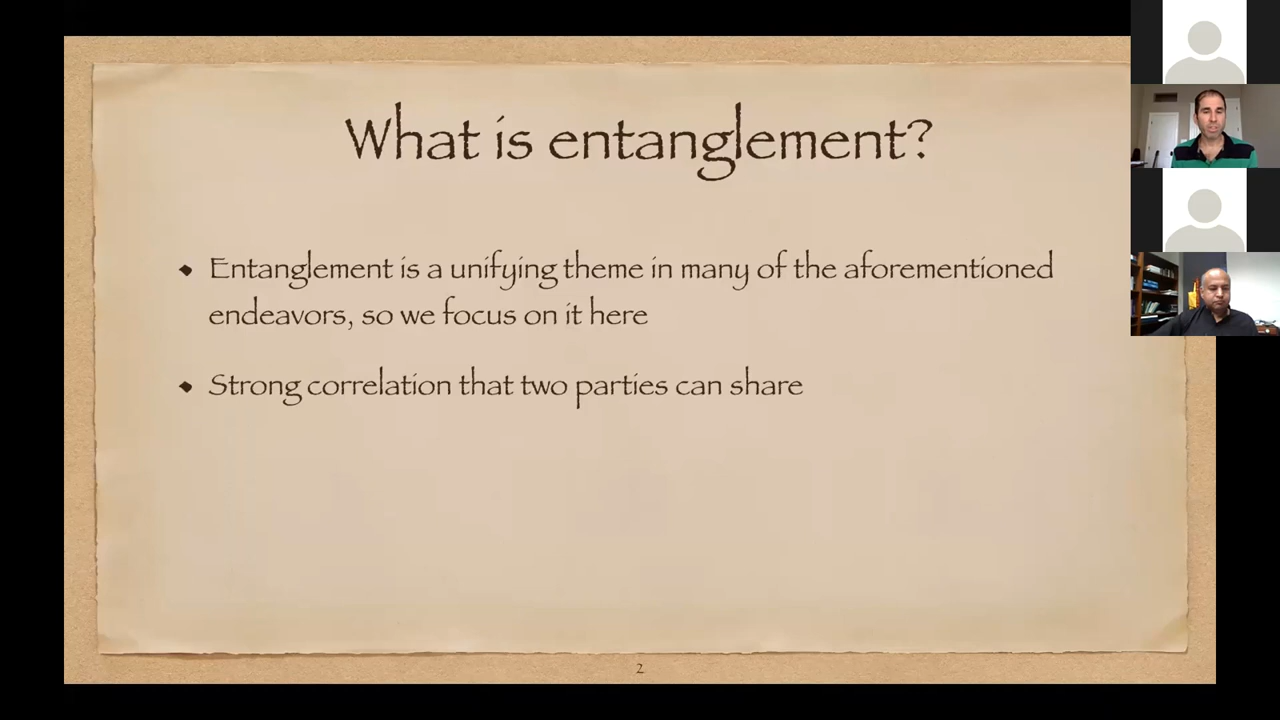 What is entanglement?
Entanglement is a unifying theme in many of the aforementioned
endeavors, so we focus on it here
Strong correlation that two parties can share
2